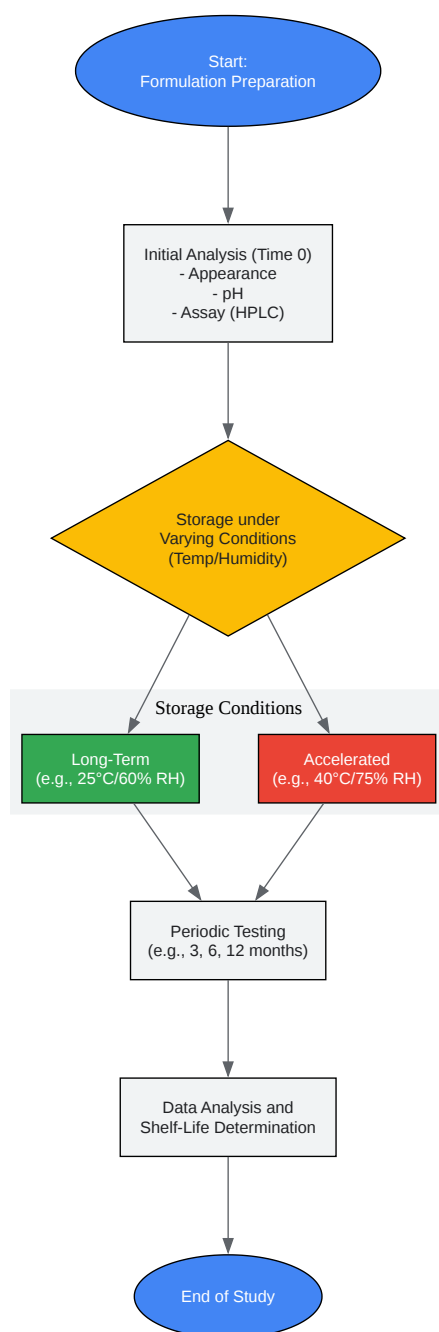 Start:
Formulation Preparation
Initial Analysis (Time 0)
- Appearance
- pH
- Assay (HPLC)
Storage under
Varying Conditions
(Temp/Humidity)
Storage Conditions
Long-Term
(e.g., 25°C/60% RH)
Accelerated
(e.g., 40°C/75% RH)
Periodic Testing
(e.g., 3, 6, 12 months)
Data Analysis and
Shelf-Life Determination
End of Study